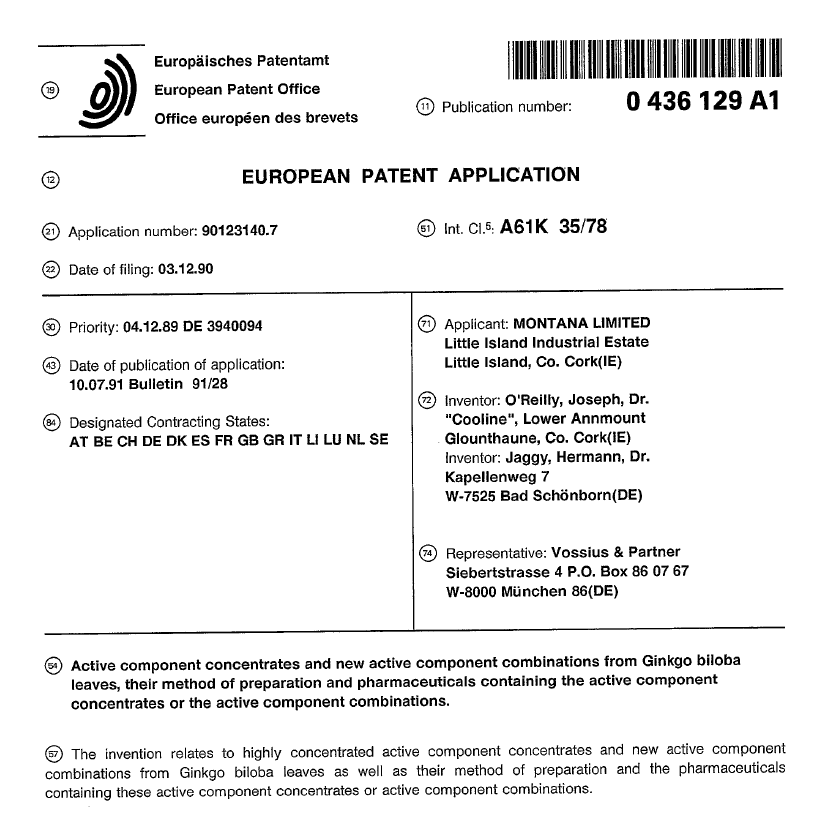 Europäisches Patentamt
European Patent Office
Office européen des brevets
(19)
(11) Publication number: 0 436 129 A1
(12) EUROPEAN PATENT APPLICATION
(21) Application number: 90123140.7
(51) Int. Cl.5: A61K 35/78
(22) Date of filing: 03.12.90
(30) Priority: 04.12.89 DE 3940094
(43) Date of publication of application:
10.07.91 Bulletin 91/28
(84) Designated Contracting States:
AT BE CH DE DK ES FR GB GR IT LI LU NL SE
(71) Applicant: MONTANA LIMITED
Little Island Industrial Estate
Little Island, Co. Cork(IE)
(72) Inventor: O'Reilly, Joseph, Dr.
"Cooline", Lower Annmount
Glounthaune, Co. Cork(IE)
Inventor: Jaggy, Hermann, Dr.
Kapellenweg 7
W-7525 Bad Schönborn(DE)
(74) Representative: Vossius & Partner
Siebertstrasse 4 P.O. Box 86 07 67
W-8000 München 86(DE)
(54) Active component concentrates and new active component combinations from Ginkgo biloba
leaves, their method of preparation and pharmaceuticals containing the active component
concentrates or the active component combinations.
(57) The invention relates to highly concentrated active component concentrates and new active component
combinations from Ginkgo biloba leaves as well as their method of preparation and the pharmaceuticals
containing these active component concentrates or active component combinations.